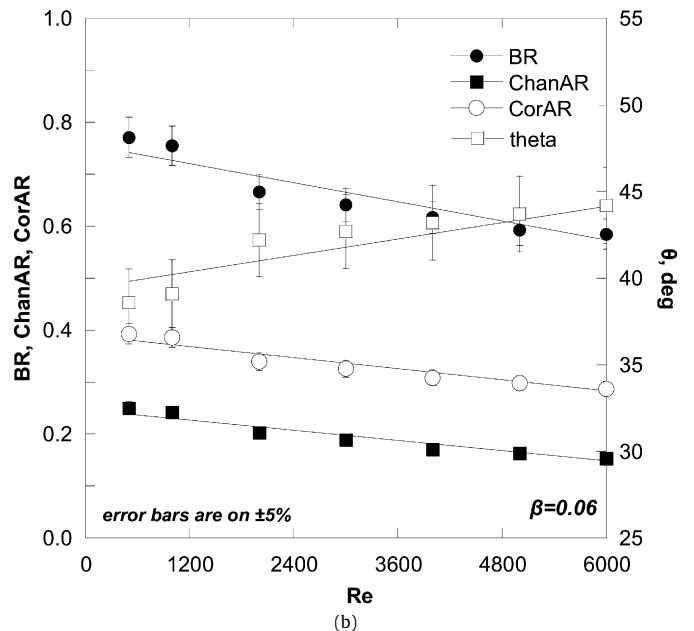 1.0
0.8
0.6
0.4
0.2
0.0
BR, ChanAR, CorAR
55
50
45
40
35
30
25
θ, deg
BR
ChanAR
CorAR
theta
error bars are on ±5%
β=0.06
0 1200 2400 3600 4800 6000
Re
(b)